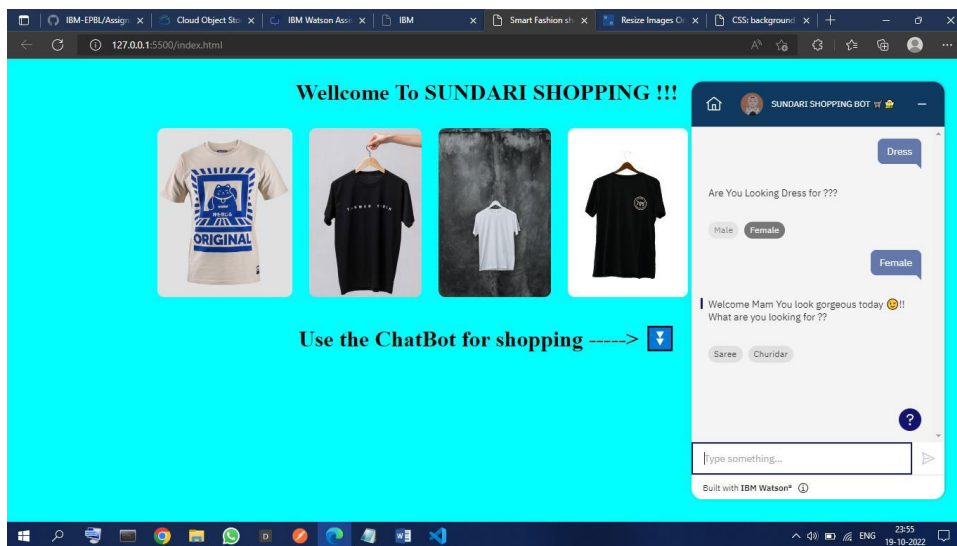 IBM-EPBL/Assign
Cloud Object Sto
IBM Watson Assi
IBM
Smart Fashion sh
Resize Images O
CSS: background
127.0.0.1:5500/index.html
Wellcome To SUNDARI SHOPPING !!!
ORIGINAL
Use the ChatBot for shopping ----->
SUNDARI SHOPPING BOT 🛒 👷
Dress
Are You Looking Dress for ???
Male Female
Female
Welcome Mam You look gorgeous today 😉!!
What are you looking for ??
Saree Churidar
?
Type something...
Built with IBM Watson®
ENG
23:55
19-10-2022